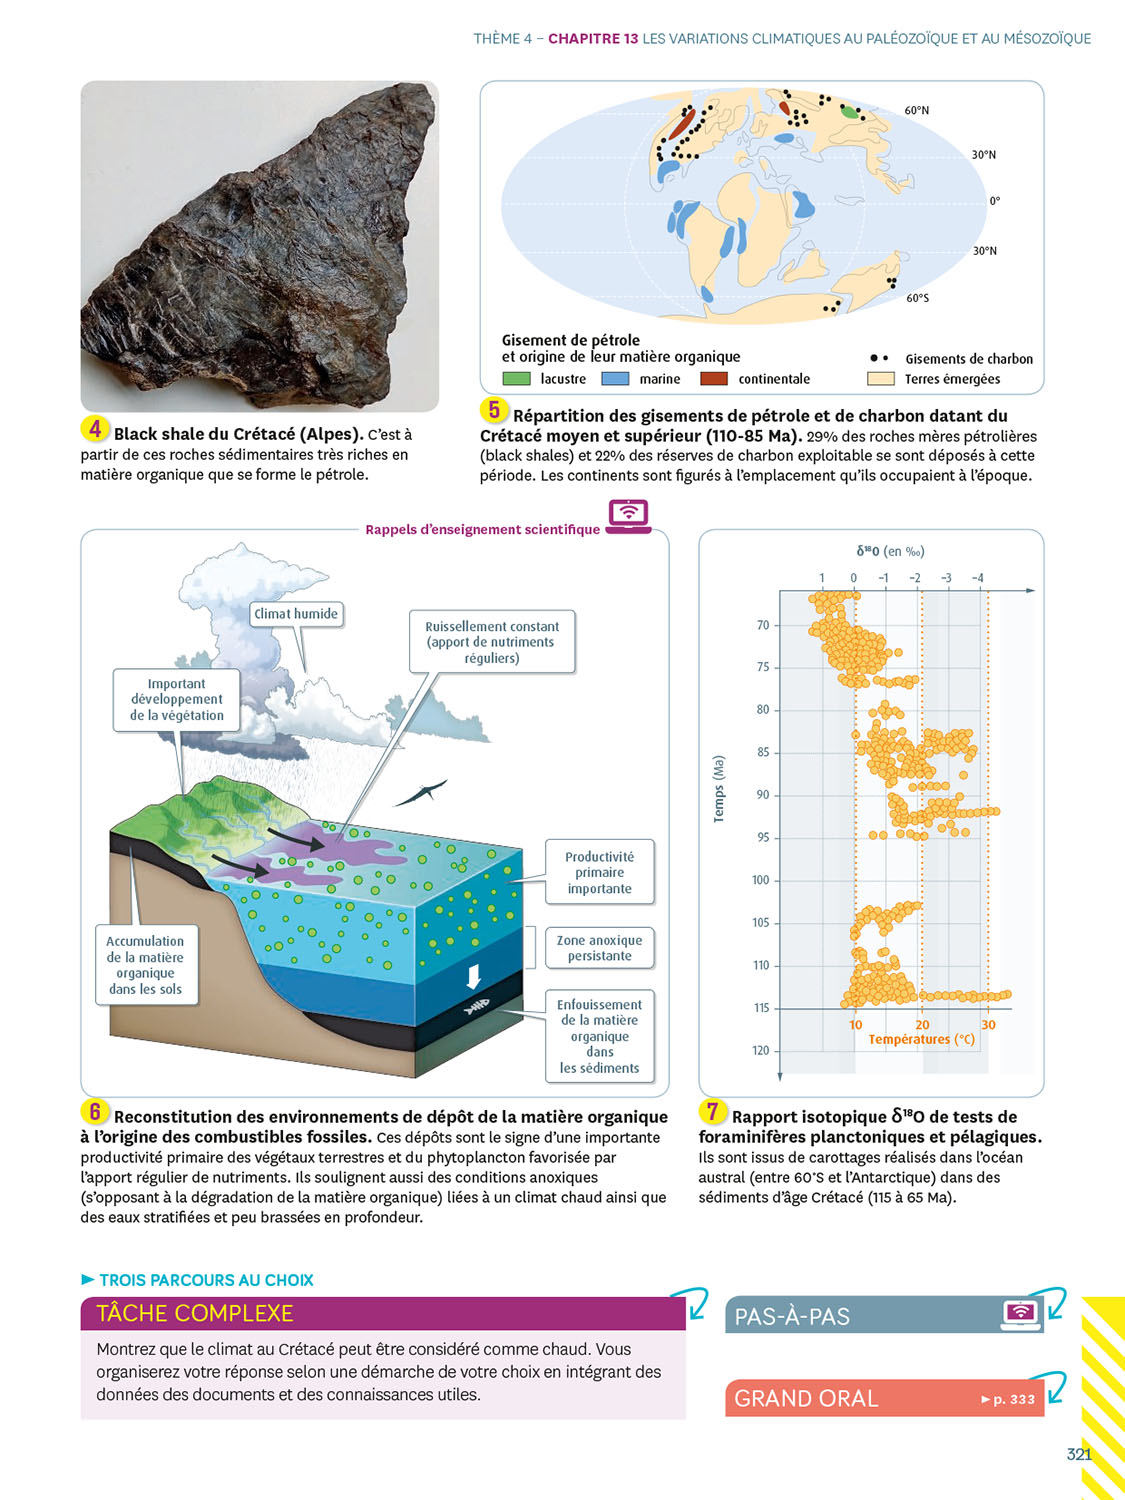 THÈME 4 – CHAPITRE 13 LES VARIATIONS CLIMATIQUES AU PALÉOZOÏQUE ET AU MÉSOZOÏQUE
4 Black shale du Crétacé (Alpes). C'est à
partir de ces roches sédimentaires très riches en
matière organique que se forme le pétrole.
60°N
30°N
0°
30°N
60°S
Gisement de pétrole
et origine de leur matière organique
lacustre
marine
continentale
Gisements de charbon
Terres émergées
5 Répartition des gisements de pétrole et de charbon datant du
Crétacé moyen et supérieur (110-85 Ma). 29% des roches mères pétrolières
(black shales) et 22% des réserves de charbon exploitable se sont déposés à cette
période. Les continents sont figurés à l'emplacement qu'ils occupaient à l'époque.
Rappels d'enseignement scientifique
Climat humide
Ruissellement constant
(apport de nutriments
réguliers)
Important
développement
de la végétation
Productivité
primaire
importante
Accumulation
de la matière
organique
dans les sols
Zone anoxique
persistante
Enfouissement
de la matière
organique
dans
les sédiments
6 Reconstitution des environnements de dépôt de la matière organique
à l'origine des combustibles fossiles. Ces dépôts sont le signe d'une importante
productivité primaire des végétaux terrestres et du phytoplancton favorisée par
l'apport régulier de nutriments. Ils soulignent aussi des conditions anoxiques
(s'opposant à la dégradation de la matière organique) liées à un climat chaud ainsi que
des eaux stratifiées et peu brassées en profondeur.
δ¹⁸O (en ‰)
1 0 –1 –2 –3 –4
Temps (Ma)
70
75
80
85
90
95
100
105
110
115
120
10 20 30
Températures (°C)
7 Rapport isotopique δ¹⁸O de tests de
foraminifères planctoniques et pélagiques.
Ils sont issus de carottages réalisés dans l'océan
austral (entre 60°S et l'Antarctique) dans des
sédiments d'âge Crétacé (115 à 65 Ma).
► TROIS PARCOURS AU CHOIX
TÂCHE COMPLEXE
Montrez que le climat au Crétacé peut être considéré comme chaud. Vous
organiserez votre réponse selon une démarche de votre choix en intégrant des
données des documents et des connaissances utiles.
PAS-À-PAS
GRAND ORAL ► p. 333
321